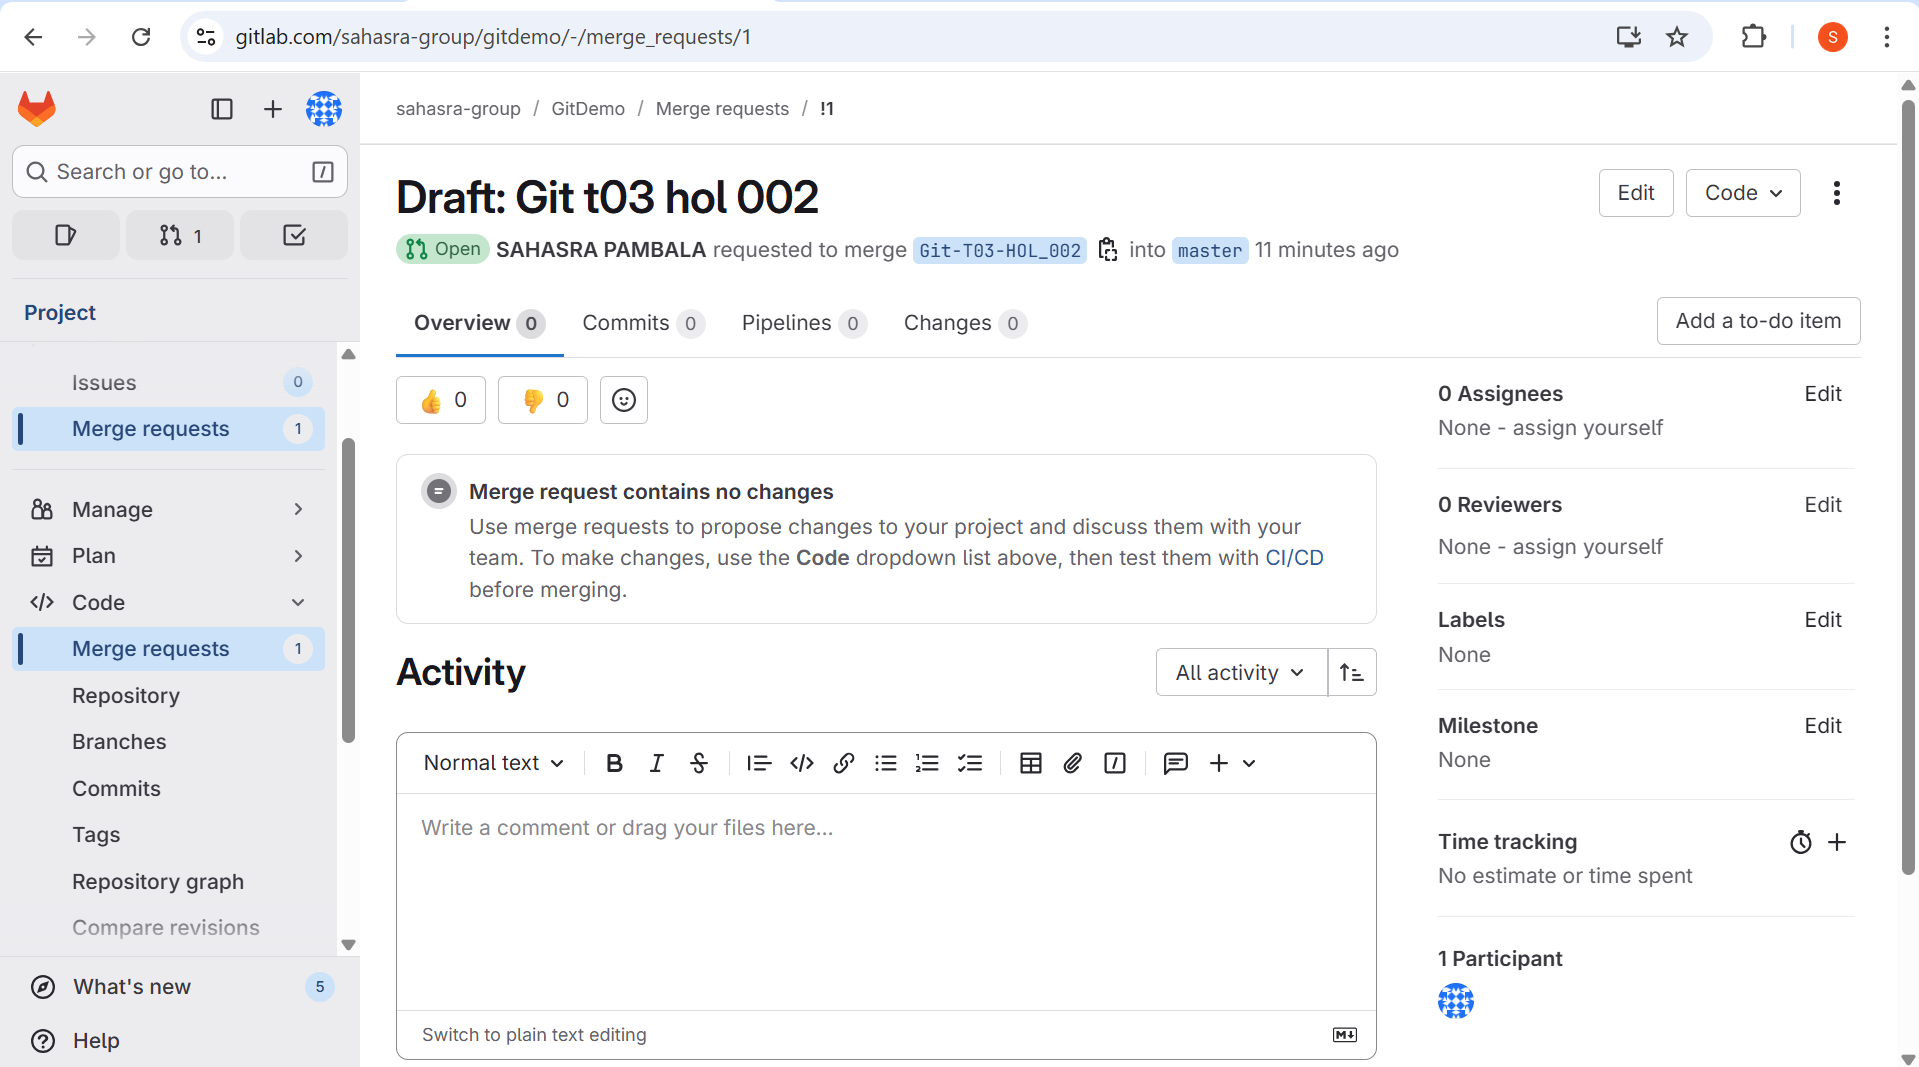 gitlab.com/sahasra-group/gitdemo/-/merge_requests/1
S
sahasra-group / GitDemo / Merge requests / !1
Search or go to...
/
1
Project
Issues 0
Merge requests 1
Manage
Plan
Code
Merge requests 1
Repository
Branches
Commits
Tags
Repository graph
Compare revisions
What's new 5
Help
Draft: Git t03 hol 002
Edit
Code
Open SAHASRA PAMBALA requested to merge Git-T03-HOL_002 into master 11 minutes ago
Overview 0 Commits 0 Pipelines 0 Changes 0
Add a to-do item
👍 0 👎 0
Merge request contains no changes
Use merge requests to propose changes to your project and discuss them with your
team. To make changes, use the Code dropdown list above, then test them with CI/CD
before merging.
Activity
All activity
Normal text B I S
Write a comment or drag your files here...
Switch to plain text editing
M
0 Assignees Edit
None - assign yourself
0 Reviewers Edit
None - assign yourself
Labels Edit
None
Milestone Edit
None
Time tracking
No estimate or time spent
1 Participant